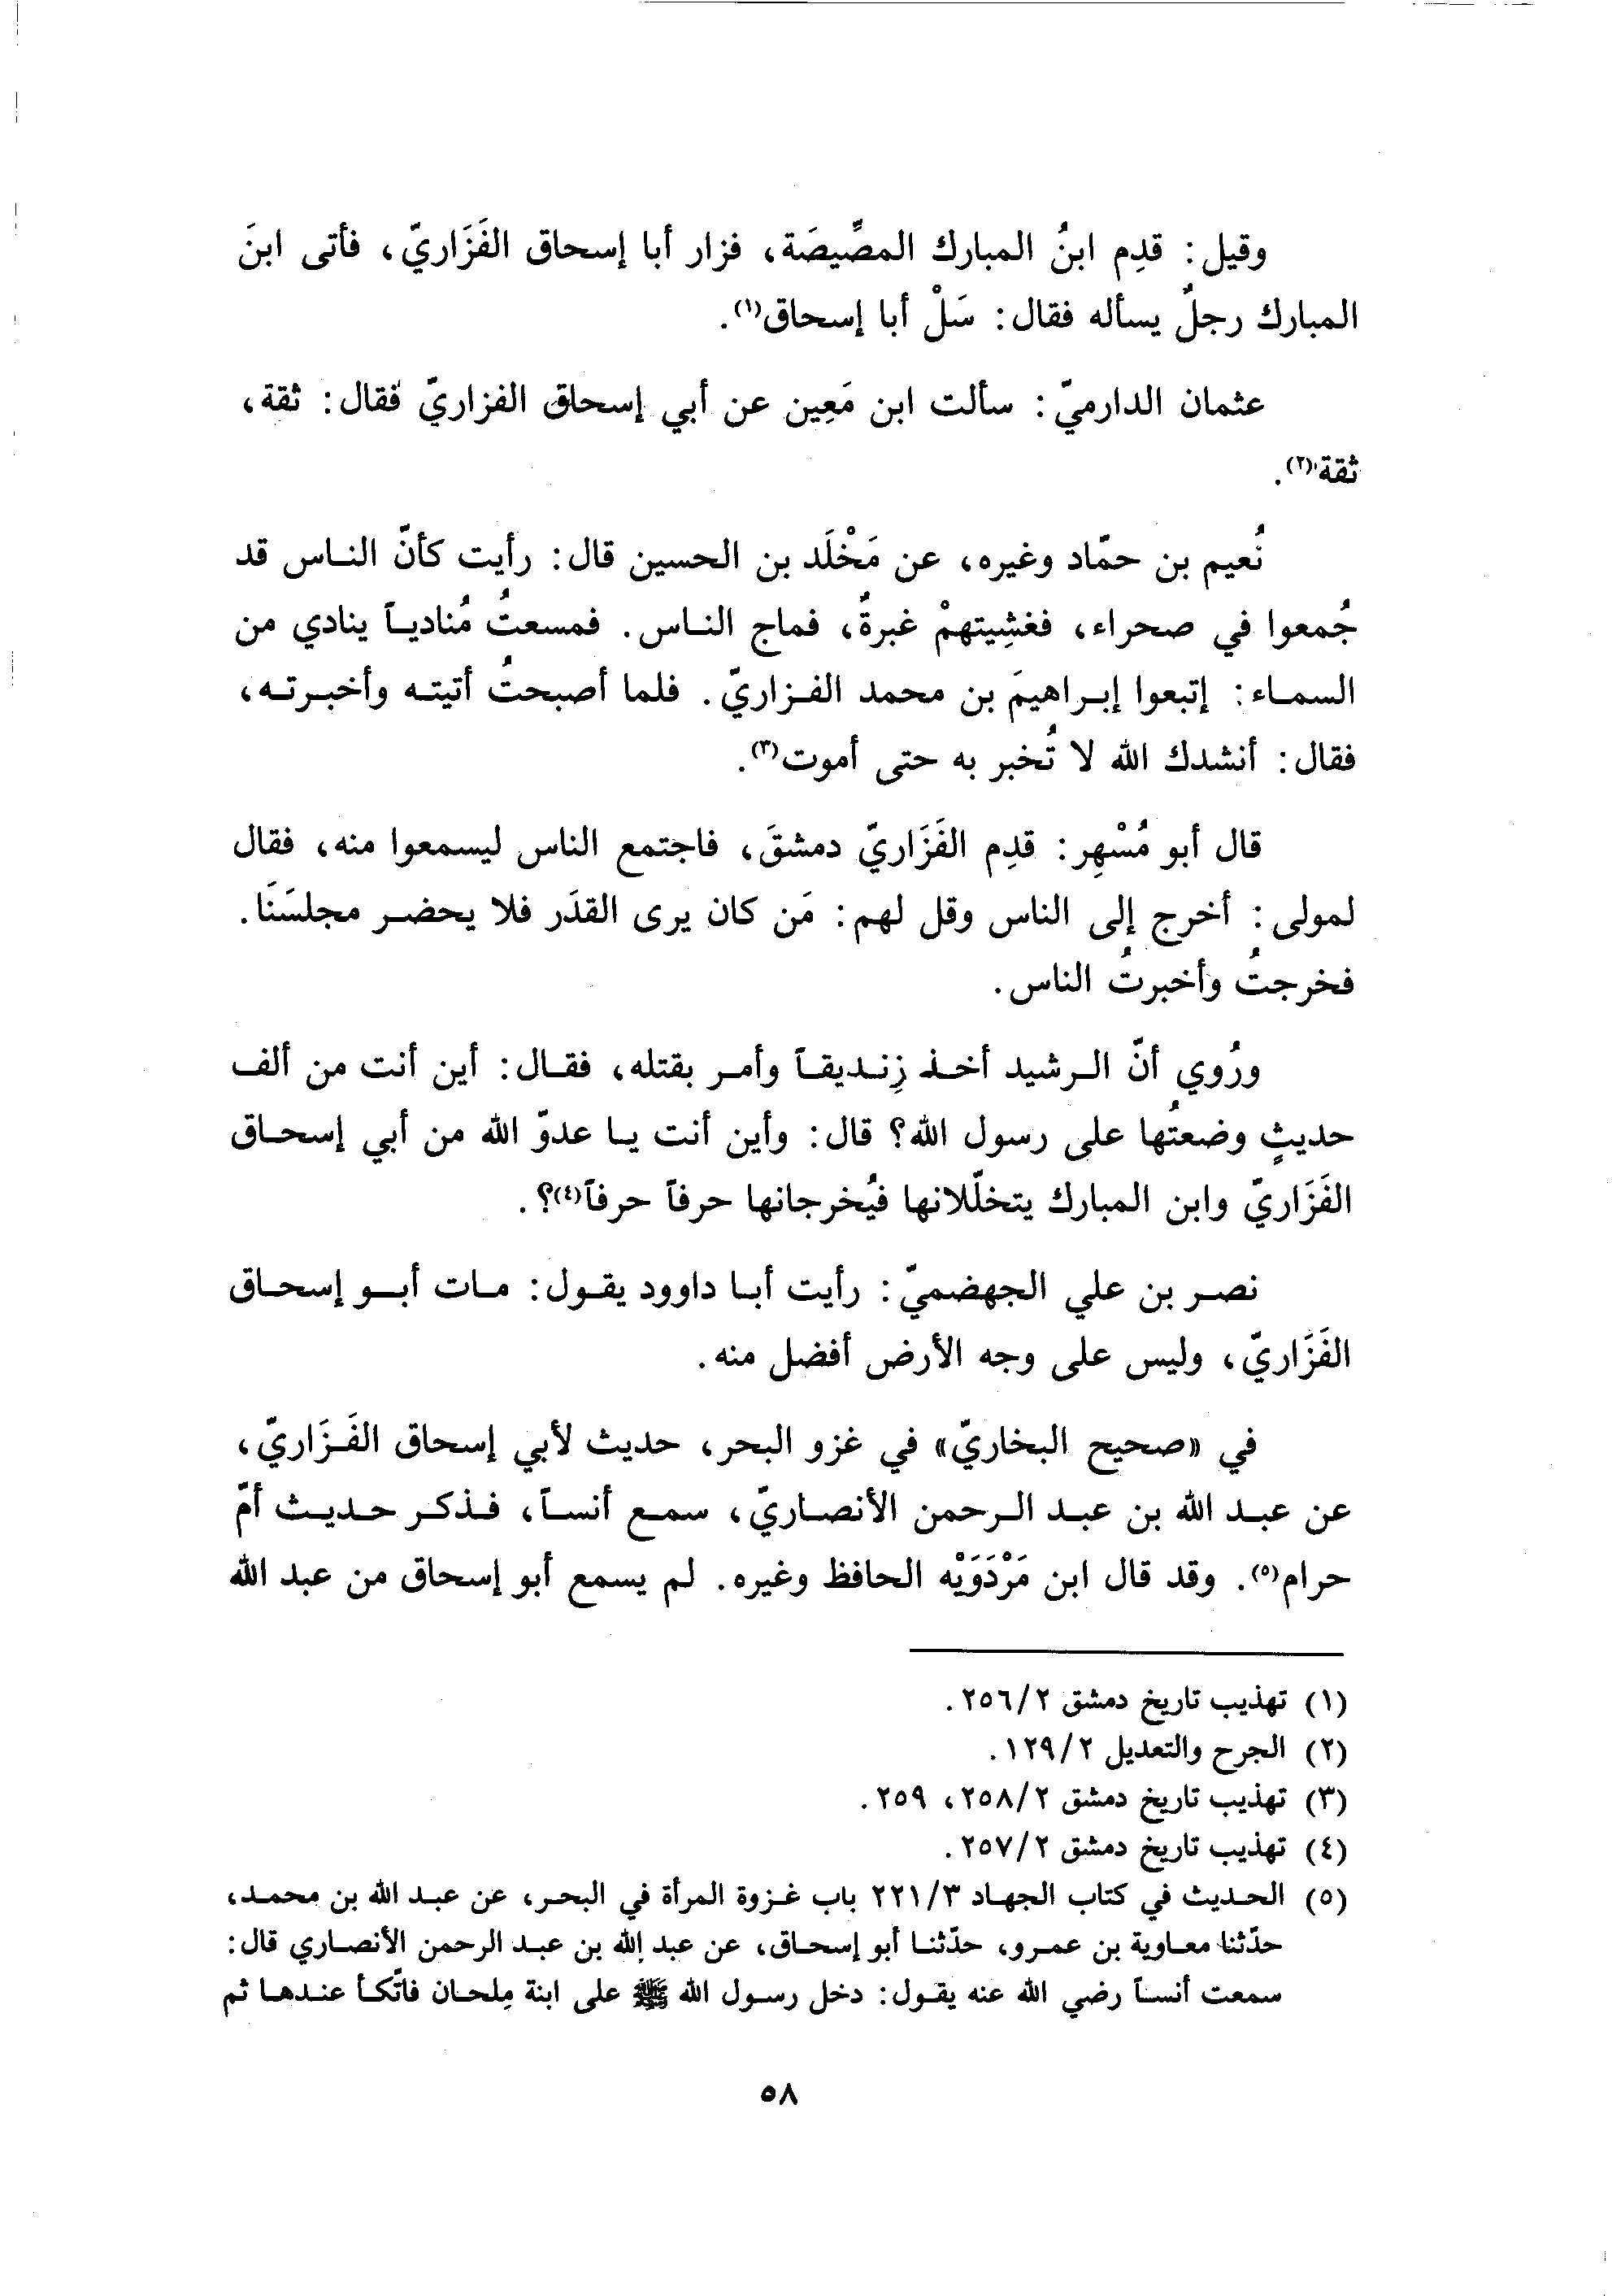 وقيل: قدِم ابنُ المبارك المصِّيصَة، فزار أبا إسحاق الفَزَاريّ، فأتى ابنَ
المبارك رجلٌ يسأله فقال: سَلْ أبا إسحاق(١).
عثمان الدارميّ: سألت ابن مَعِين عن أبي إسحاق الفزاريّ فقال: ثقة،
ثقة(٢).
نُعيم بن حمّاد وغيره، عن مَخْلَد بن الحسين قال: رأيت كأنّ الناس قد
جُمعوا في صحراء، فغشِيتهمْ غبرةٌ، فماج الناس. فمسعتُ مُنادياً ينادي من
السماء: إتبعوا إبراهيمَ بن محمد الفزاريّ. فلما أصبحتُ أتيته وأخبرته،
فقال: أنشدك الله لا تُخبر به حتى أموت(٣).
قال أبو مُسْهِر: قدِم الفَزَاريّ دمشقَ، فاجتمع الناس ليسمعوا منه، فقال
لمولى: أخرج إلى الناس وقل لهم: مَن كان يرى القدَر فلا يحضر مجلسَنَا.
فخرجتُ وأخبرتُ الناس.
ورُوي أنّ الرشيد أخذ زِنديقاً وأمر بقتله، فقال: أين أنت من ألف
حديثٍ وضعتُها على رسول الله؟ قال: وأين أنت يا عدوّ الله من أبي إسحاق
الفَزَاريّ وابن المبارك يتخلّلانها فيُخرجانها حرفاً حرفاً(٤)؟.
نصر بن علي الجهضميّ: رأيت أبا داوود يقول: مات أبو إسحاق
الفَزَاريّ، وليس على وجه الأرض أفضل منه.
في «صحيح البخاريّ» في غزو البحر، حديث لأبي إسحاق الفَزَاريّ،
عن عبد الله بن عبد الرحمن الأنصاريّ، سمع أنساً، فذكر حديث أمّ
حرام(٥). وقد قال ابن مَرْدَوَيْه الحافظ وغيره. لم يسمع أبو إسحاق من عبد الله
(١) تهذيب تاريخ دمشق ٢/٢٥٦.
(٢) الجرح والتعديل ٢/١٢٩.
(٣) تهذيب تاريخ دمشق ٢/٢٥٨، ٢٥٩.
(٤) تهذيب تاريخ دمشق ٢/٢٥٧.
(٥) الحديث في كتاب الجهاد ٣/٢٢١ باب غزوة المرأة في البحر، عن عبد الله بن محمد،
حدّثنا معاوية بن عمرو، حدّثنا أبو إسحاق، عن عبد الله بن عبد الرحمن الأنصاري قال:
سمعت أنساً رضي الله عنه يقول: دخل رسول الله ﷺ على ابنة مِلحان فاتّكأ عندها ثم
٥٨